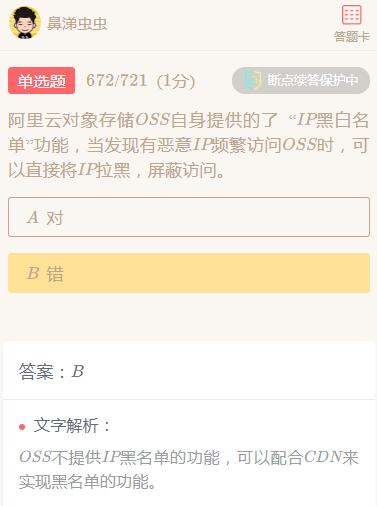 鼻涕虫虫
答题卡
单选题 672/721 (1分) 断点续答保护中
阿里云对象存储OSS自身提供的了 “IP黑白名
单”功能，当发现有恶意IP频繁访问OSS时，可
以直接将IP拉黑，屏蔽访问。
A 对
B 错
答案：B
文字解析：
OSS不提供IP黑名单的功能，可以配合CDN来
实现黑名单的功能。